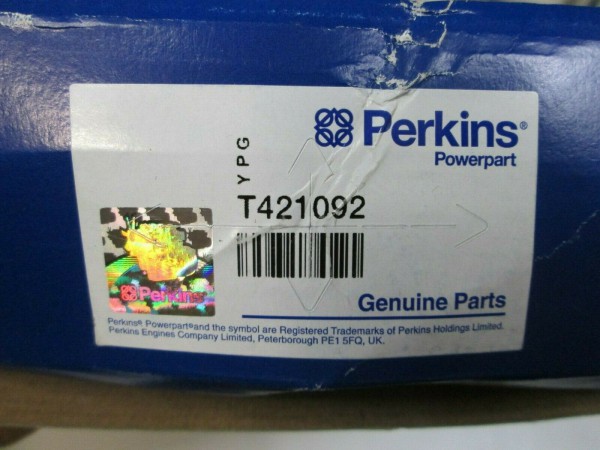 Perkins®
Powerpart
YPG
T421092
Perkins
Genuine Parts
Perkins® Powerpart® and the symbol are Registered Trademarks of Perkins Holdings Limited.
Perkins Engines Company Limited, Peterborough PE1 5FQ, UK.